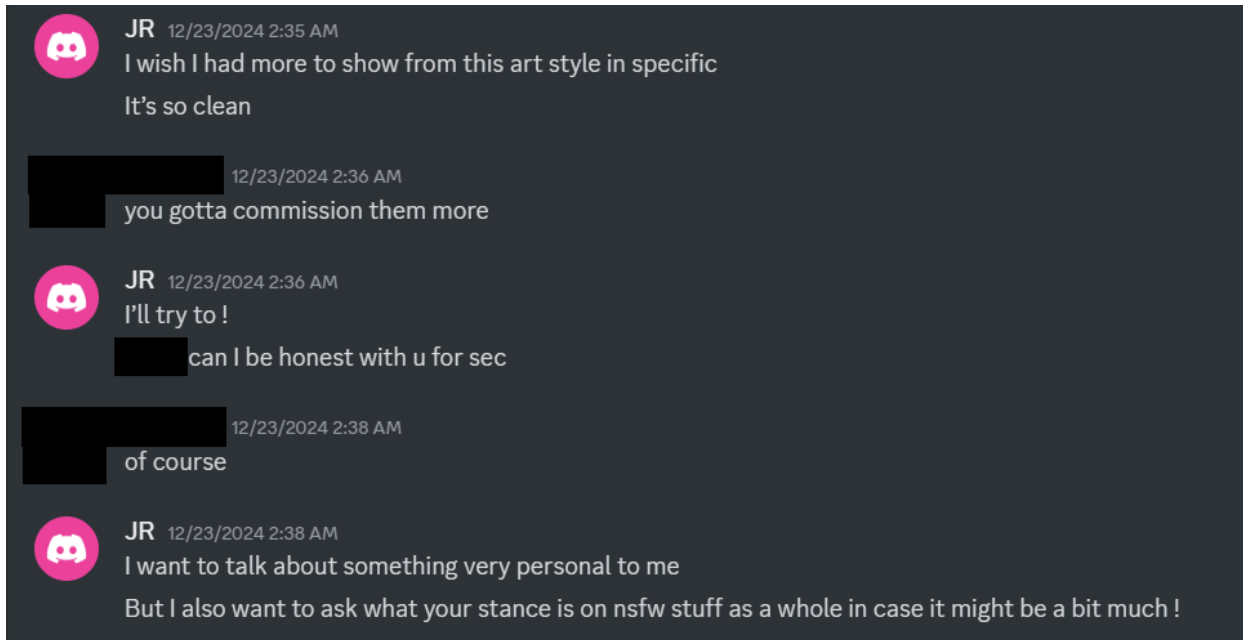 JR 12/23/2024 2:35 AM
I wish I had more to show from this art style in specific
It’s so clean
12/23/2024 2:36 AM
you gotta commission them more
JR 12/23/2024 2:36 AM
I’ll try to !
can I be honest with u for sec
12/23/2024 2:38 AM
of course
JR 12/23/2024 2:38 AM
I want to talk about something very personal to me
But I also want to ask what your stance is on nsfw stuff as a whole in case it might be a bit much !